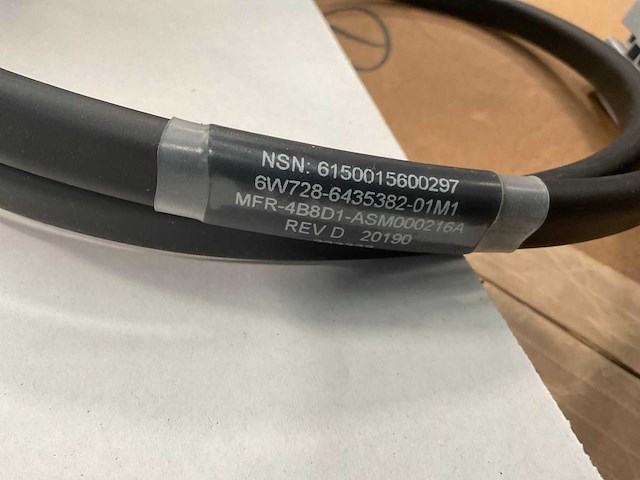 NSN: 6150015600297
6W728-6435382-01M1
MFR-4B8D1-ASM000216A
REV D 20190